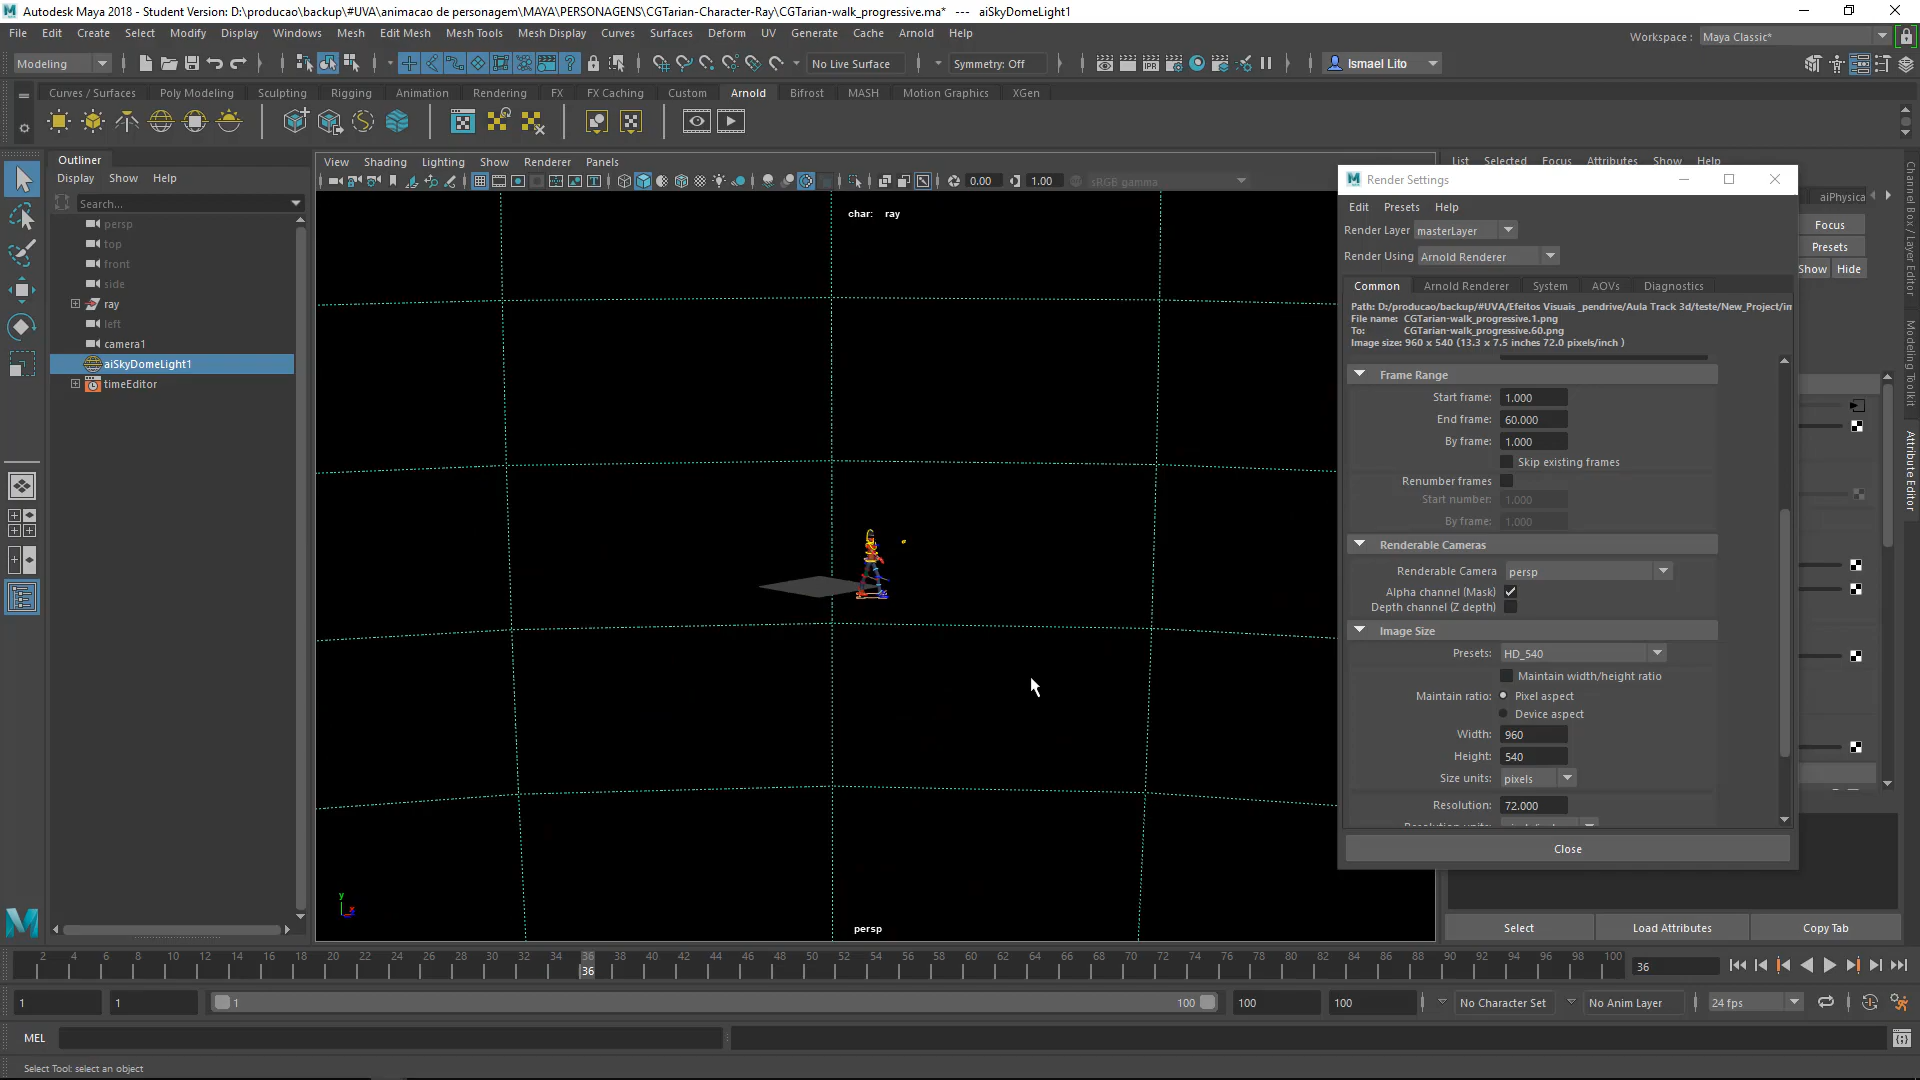 Autodesk Maya 2018 - Student Version: D:\producao\backup\#UVA\animacao de personagem\MAYA\PERSONAGENS\CGTarian-Character-Ray\CGTarian-walk_progressive.ma* --- aiSkyDomeLight1
File Edit Create Select Modify Display Windows Mesh Edit Mesh Mesh Tools Mesh Display Curves Surfaces Deform UV Generate Cache Arnold Help
Workspace : Maya Classic*
Modeling
No Live Surface
Symmetry: Off
Ismael Lito
Curves / Surfaces Poly Modeling Sculpting Rigging Animation Rendering FX FX Caching Custom Arnold Bifrost MASH Motion Graphics XGen
Outliner
Display Show Help
Search...
persp
top
front
side
ray
left
camera1
aiSkyDomeLight1
timeEditor
View Shading Lighting Show Renderer Panels
0.00
1.00
sRGB gamma
char: ray
persp
y
List Selected Focus Attributes Show Help
aiPhysica
Focus
Presets
Show Hide
Render Settings
Edit Presets Help
Render Layer masterLayer
Render Using Arnold Renderer
Common Arnold Renderer System AOVs Diagnostics
Path: D:/producao/backup/#UVA/Efeitos Visuais _pendrive/Aula Track 3d/teste/New_Project/im
File name: CGTarian-walk_progressive.1.png
To: CGTarian-walk_progressive.60.png
Image size: 960 x 540 (13.3 x 7.5 inches 72.0 pixels/inch )
Frame Range
Start frame: 1.000
End frame: 60.000
By frame: 1.000
Skip existing frames
Renumber frames
Start number: 1.000
By frame: 1.000
Renderable Cameras
Renderable Camera persp
Alpha channel (Mask)
Depth channel (Z depth)
Image Size
Presets: HD_540
Maintain width/height ratio
Maintain ratio: Pixel aspect
Device aspect
Width: 960
Height: 540
Size units: pixels
Resolution: 72.000
Close
Channel Box / Layer Editor
Modeling Toolkit
Attribute Editor
Select Load Attributes Copy Tab
2 4 6 8 10 12 14 16 18 20 22 24 26 28 30 32 34 36 38 40 42 44 46 48 50 52 54 56 58 60 62 64 66 68 70 72 74 76 78 80 82 84 86 88 90 92 94 96 98 100
36
36
1
1
1
100
100
100
No Character Set
No Anim Layer
24 fps
MEL
Select Tool: select an object